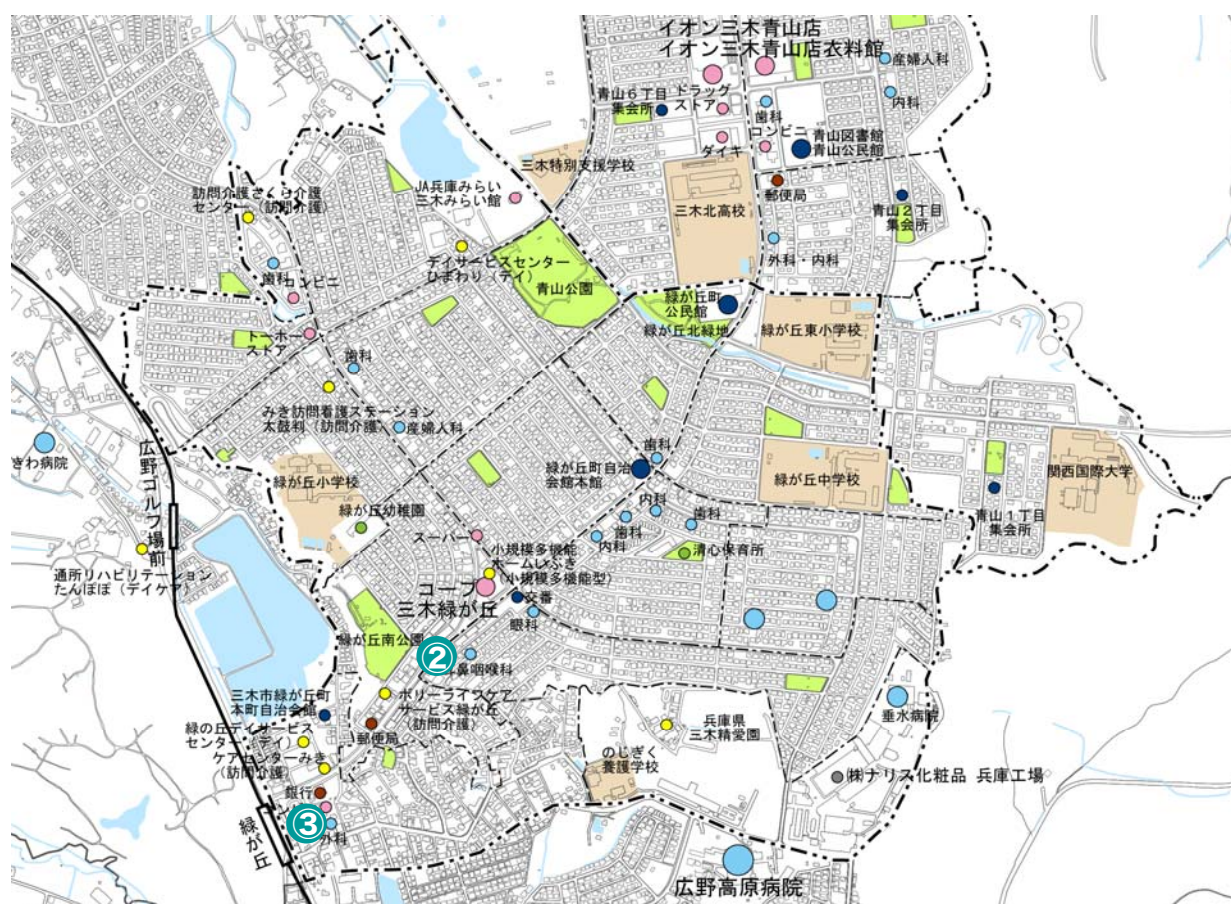 イオン三木青山店
イオン三木青山店衣料館
産婦人科
青山6丁目
集会所
ドラッグ
ストア
歯科
内科
コンビニ
ダイキ
青山図書館
青山公民館
三木特別支援学校
郵便局
三木北高校
青山2丁目
集会所
JA兵庫みらい
三木みらい館
訪問介護さくら介護
センター(訪問介護)
外科・内科
デイサービスセンター
ひまわり(デイ)
歯科
コンビニ
青山公園
緑が丘町
公民館
緑が丘北緑地
緑が丘東小学校
トーホー
ストア
歯科
みき訪問看護ステーション
太鼓判(訪問介護)
産婦人科
きわ病院
広野ゴルフ場前
歯科
緑が丘町自治
会館本館
緑が丘小学校
緑が丘中学校
関西国際大学
内科
緑が丘幼稚園
歯科
青山1丁目
集会所
歯科
スーパー
内科
小規模多機能
ホームいぶき
(小規模多機能型)
清心保育所
通所リハビリテーション
たんぽぽ(デイケア)
コープ
三木緑が丘
交番
眼科
緑が丘南公園
②
鼻咽喉科
三木市緑が丘町
本町自治会館
ポリーライフケア
サービス緑が丘
(訪問介護)
垂水病院
兵庫県
三木精愛園
緑の丘デイサービス
センター(デイ)
郵便局
ケアセンターみき
(訪問介護)
のじぎく
養護学校
㈱ナリス化粧品 兵庫工場
銀行
③
外科
緑が丘
広野高原病院